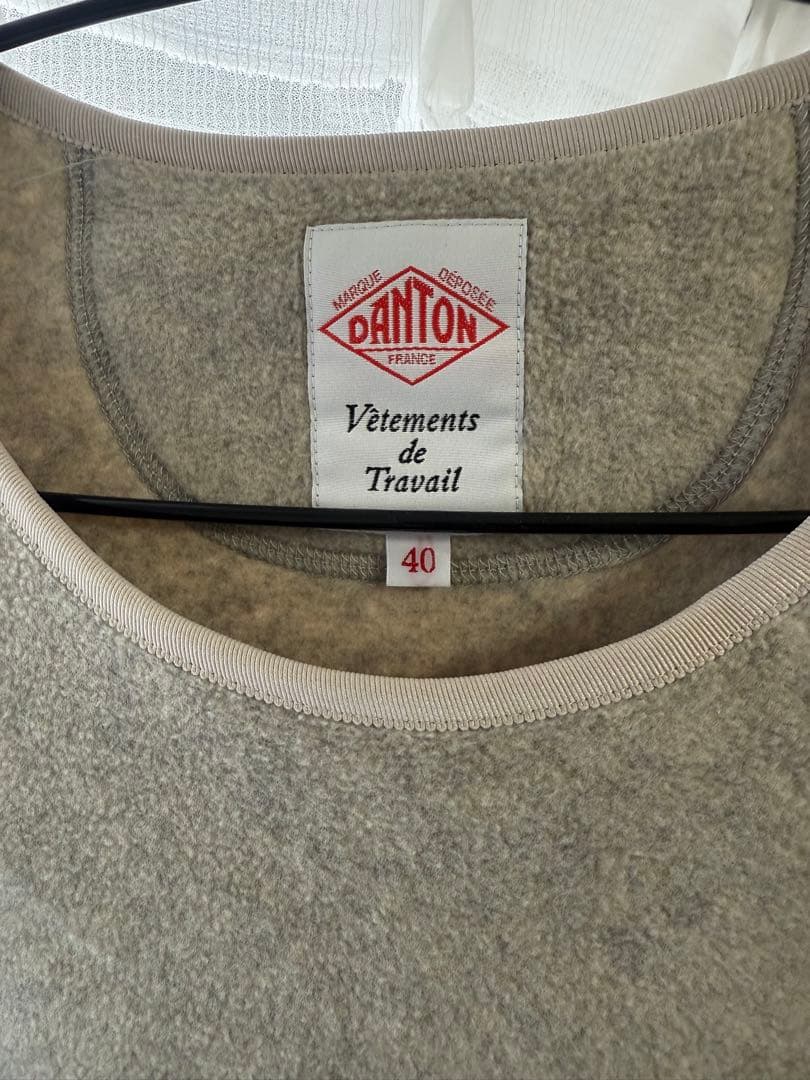 MARQUE DÉPOSÉE
DANTON
FRANCE
Vêtements
de
Travail
40